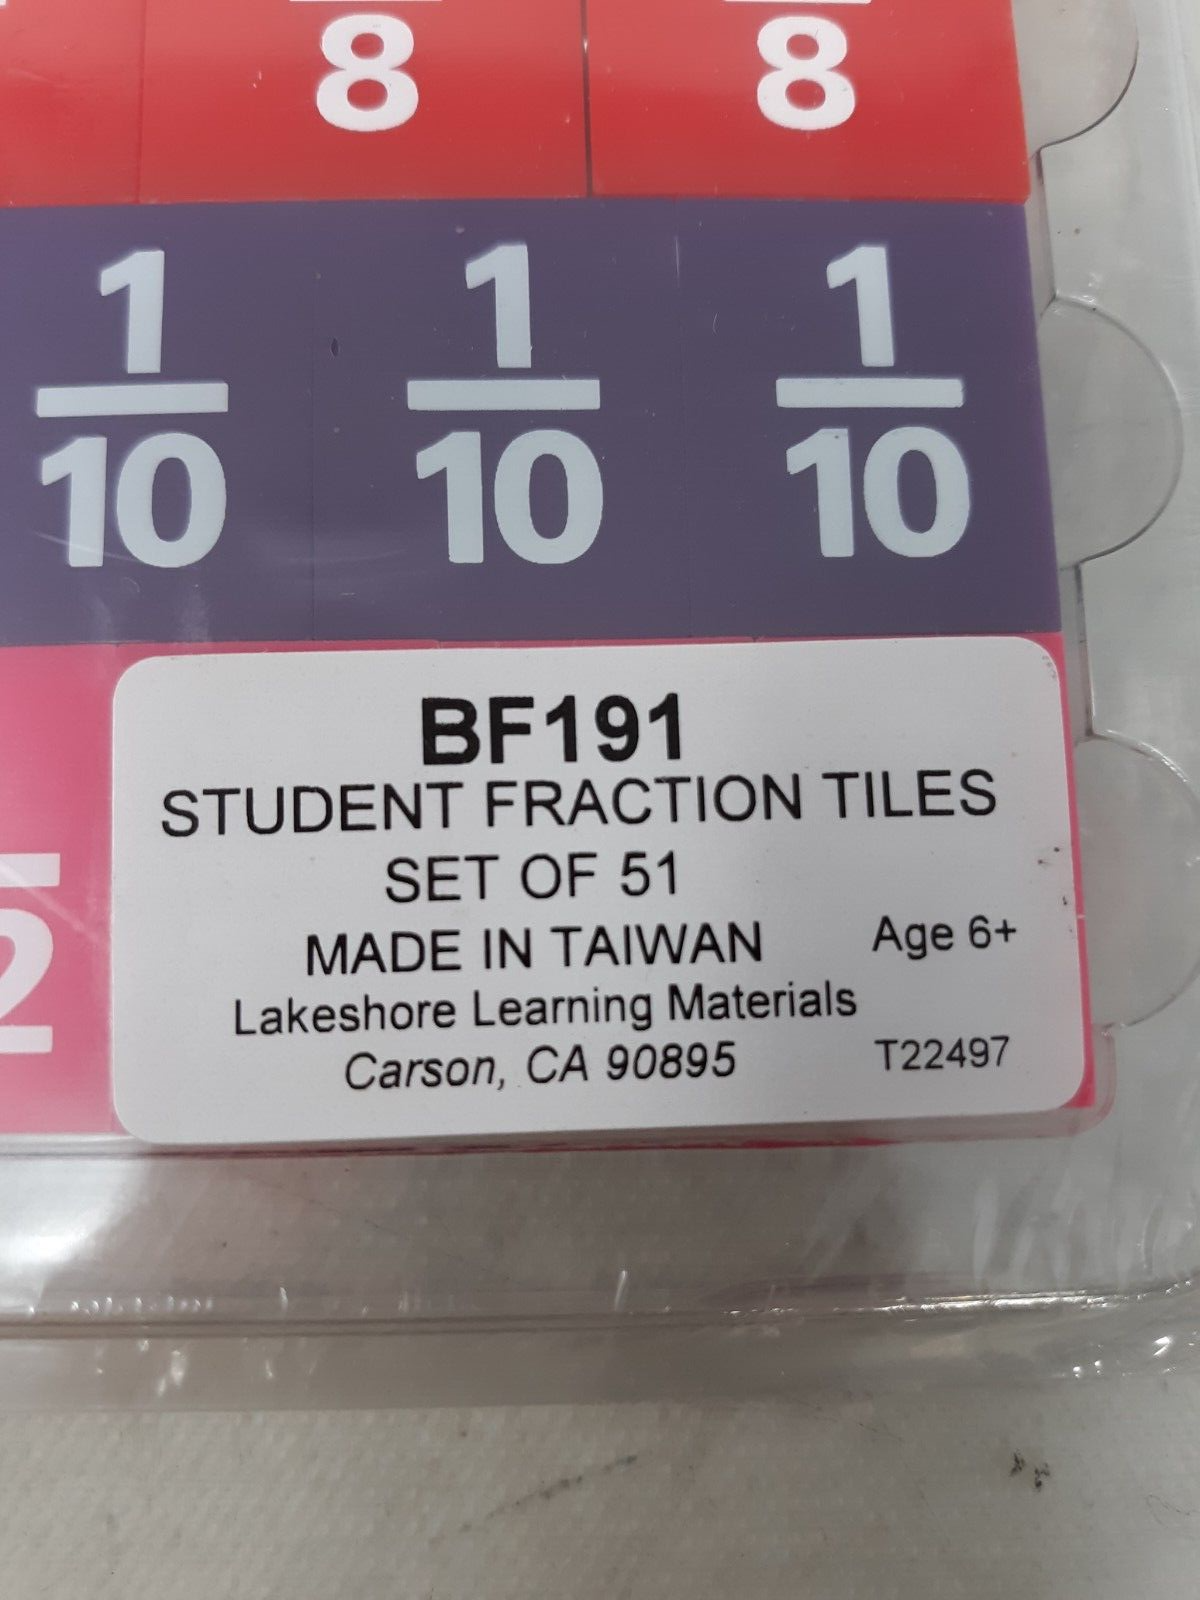 8 8
1 1 1
10 10 10
BF191
STUDENT FRACTION TILES
SET OF 51
MADE IN TAIWAN Age 6+
Lakeshore Learning Materials
Carson, CA 90895 T22497
2